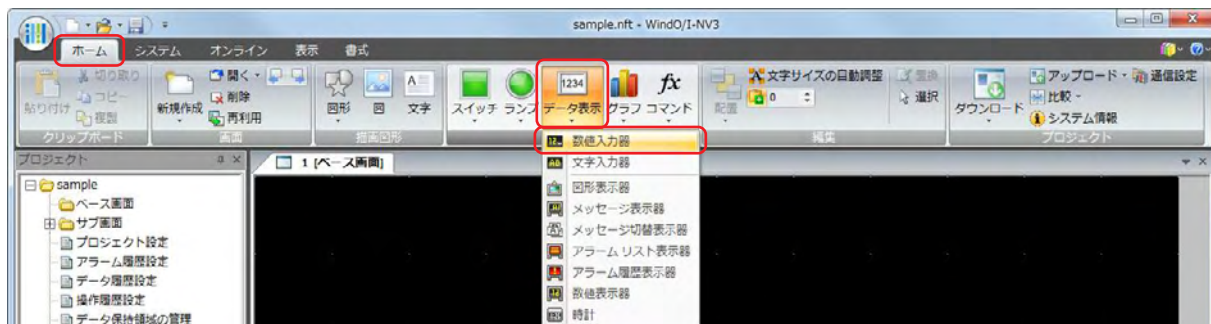 sample.nft - WindO/I-NV3
ホーム システム オンライン 表示 書式
貼り付け 切り取り コピー 複製 新規作成 開く 削除 再利用 図形 図 A 文字 スイッチ ランプ 1234 データ表示 グラフ fx コマンド 配置 文字サイズの自動調整 0 置換 選択 ダウンロード アップロード 比較 システム情報 通信設定
クリップボード 画面 描画図形 編集 プロジェクト
数値入力器
文字入力器
図形表示器
メッセージ表示器
メッセージ切替表示器
アラーム リスト表示器
アラーム履歴表示器
数値表示器
時計
プロジェクト
1 [ベース画面]
sample
ベース画面
サブ画面
プロジェクト設定
アラーム履歴設定
データ履歴設定
操作履歴設定
データ保持領域の管理